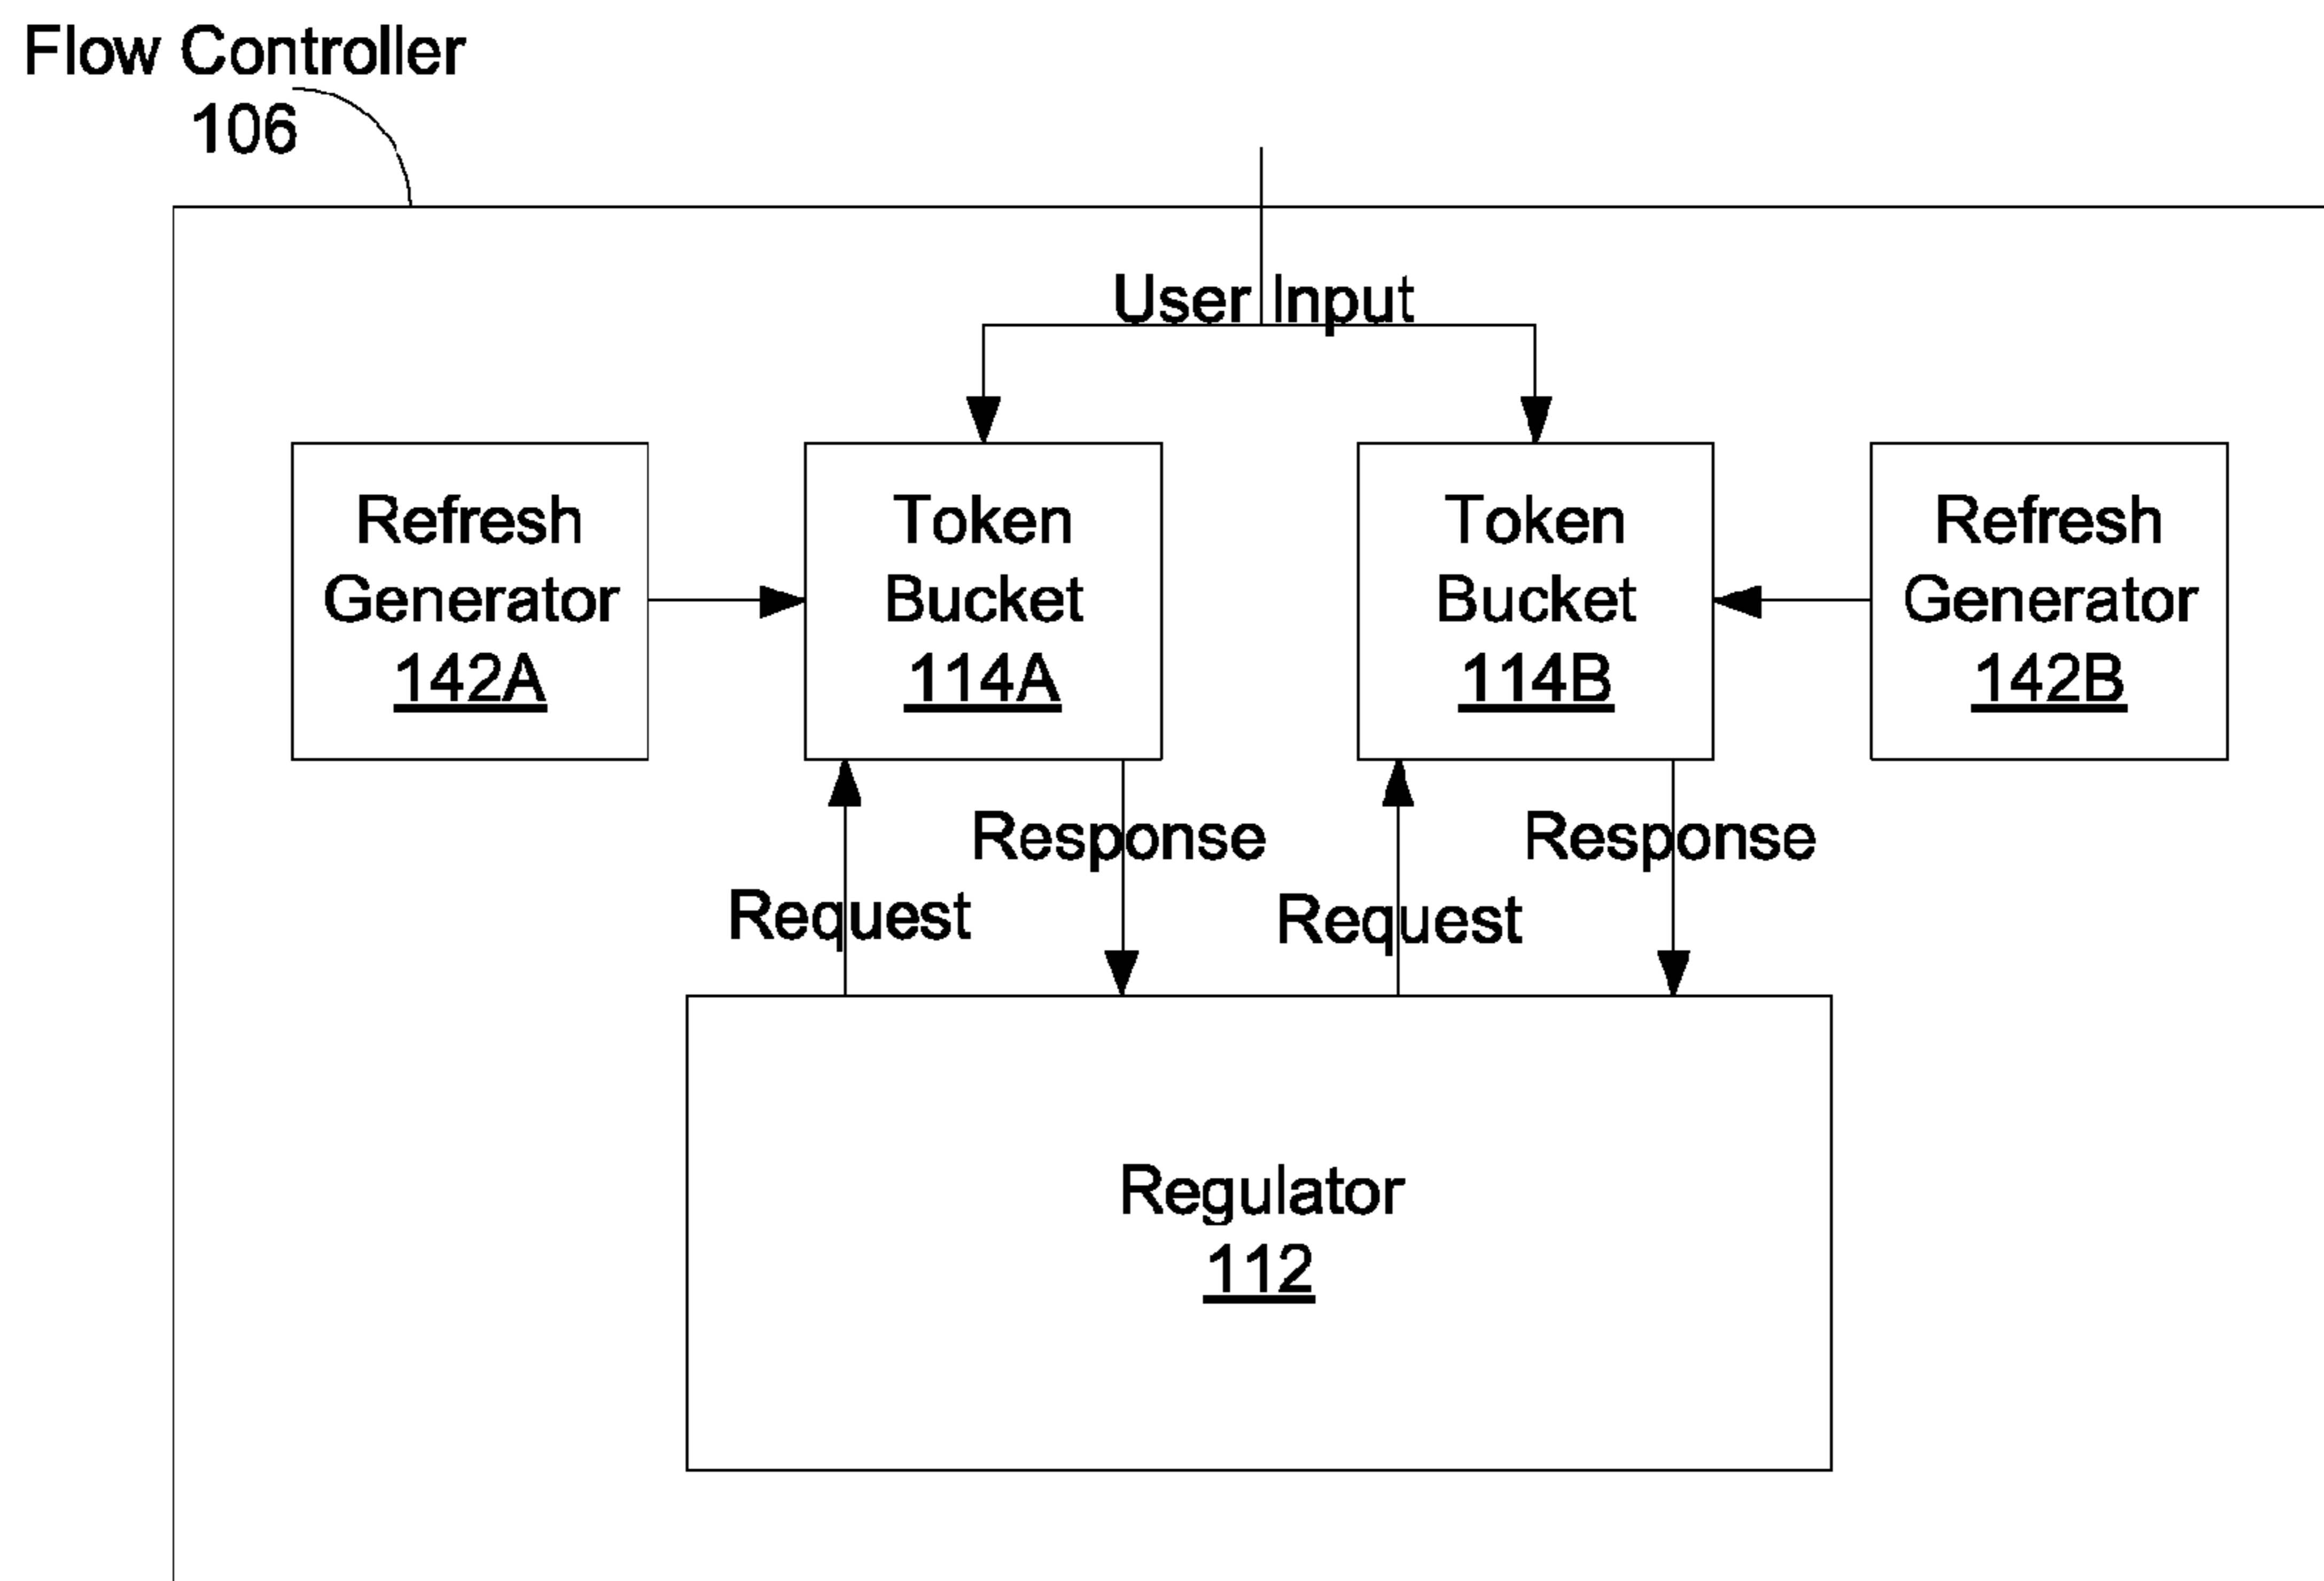 Flow Controller
106
User Input
Refresh
Generator
142A
Token
Bucket
114A
Token
Bucket
114B
Refresh
Generator
142B
Response
Response
Request
Request
Regulator
112